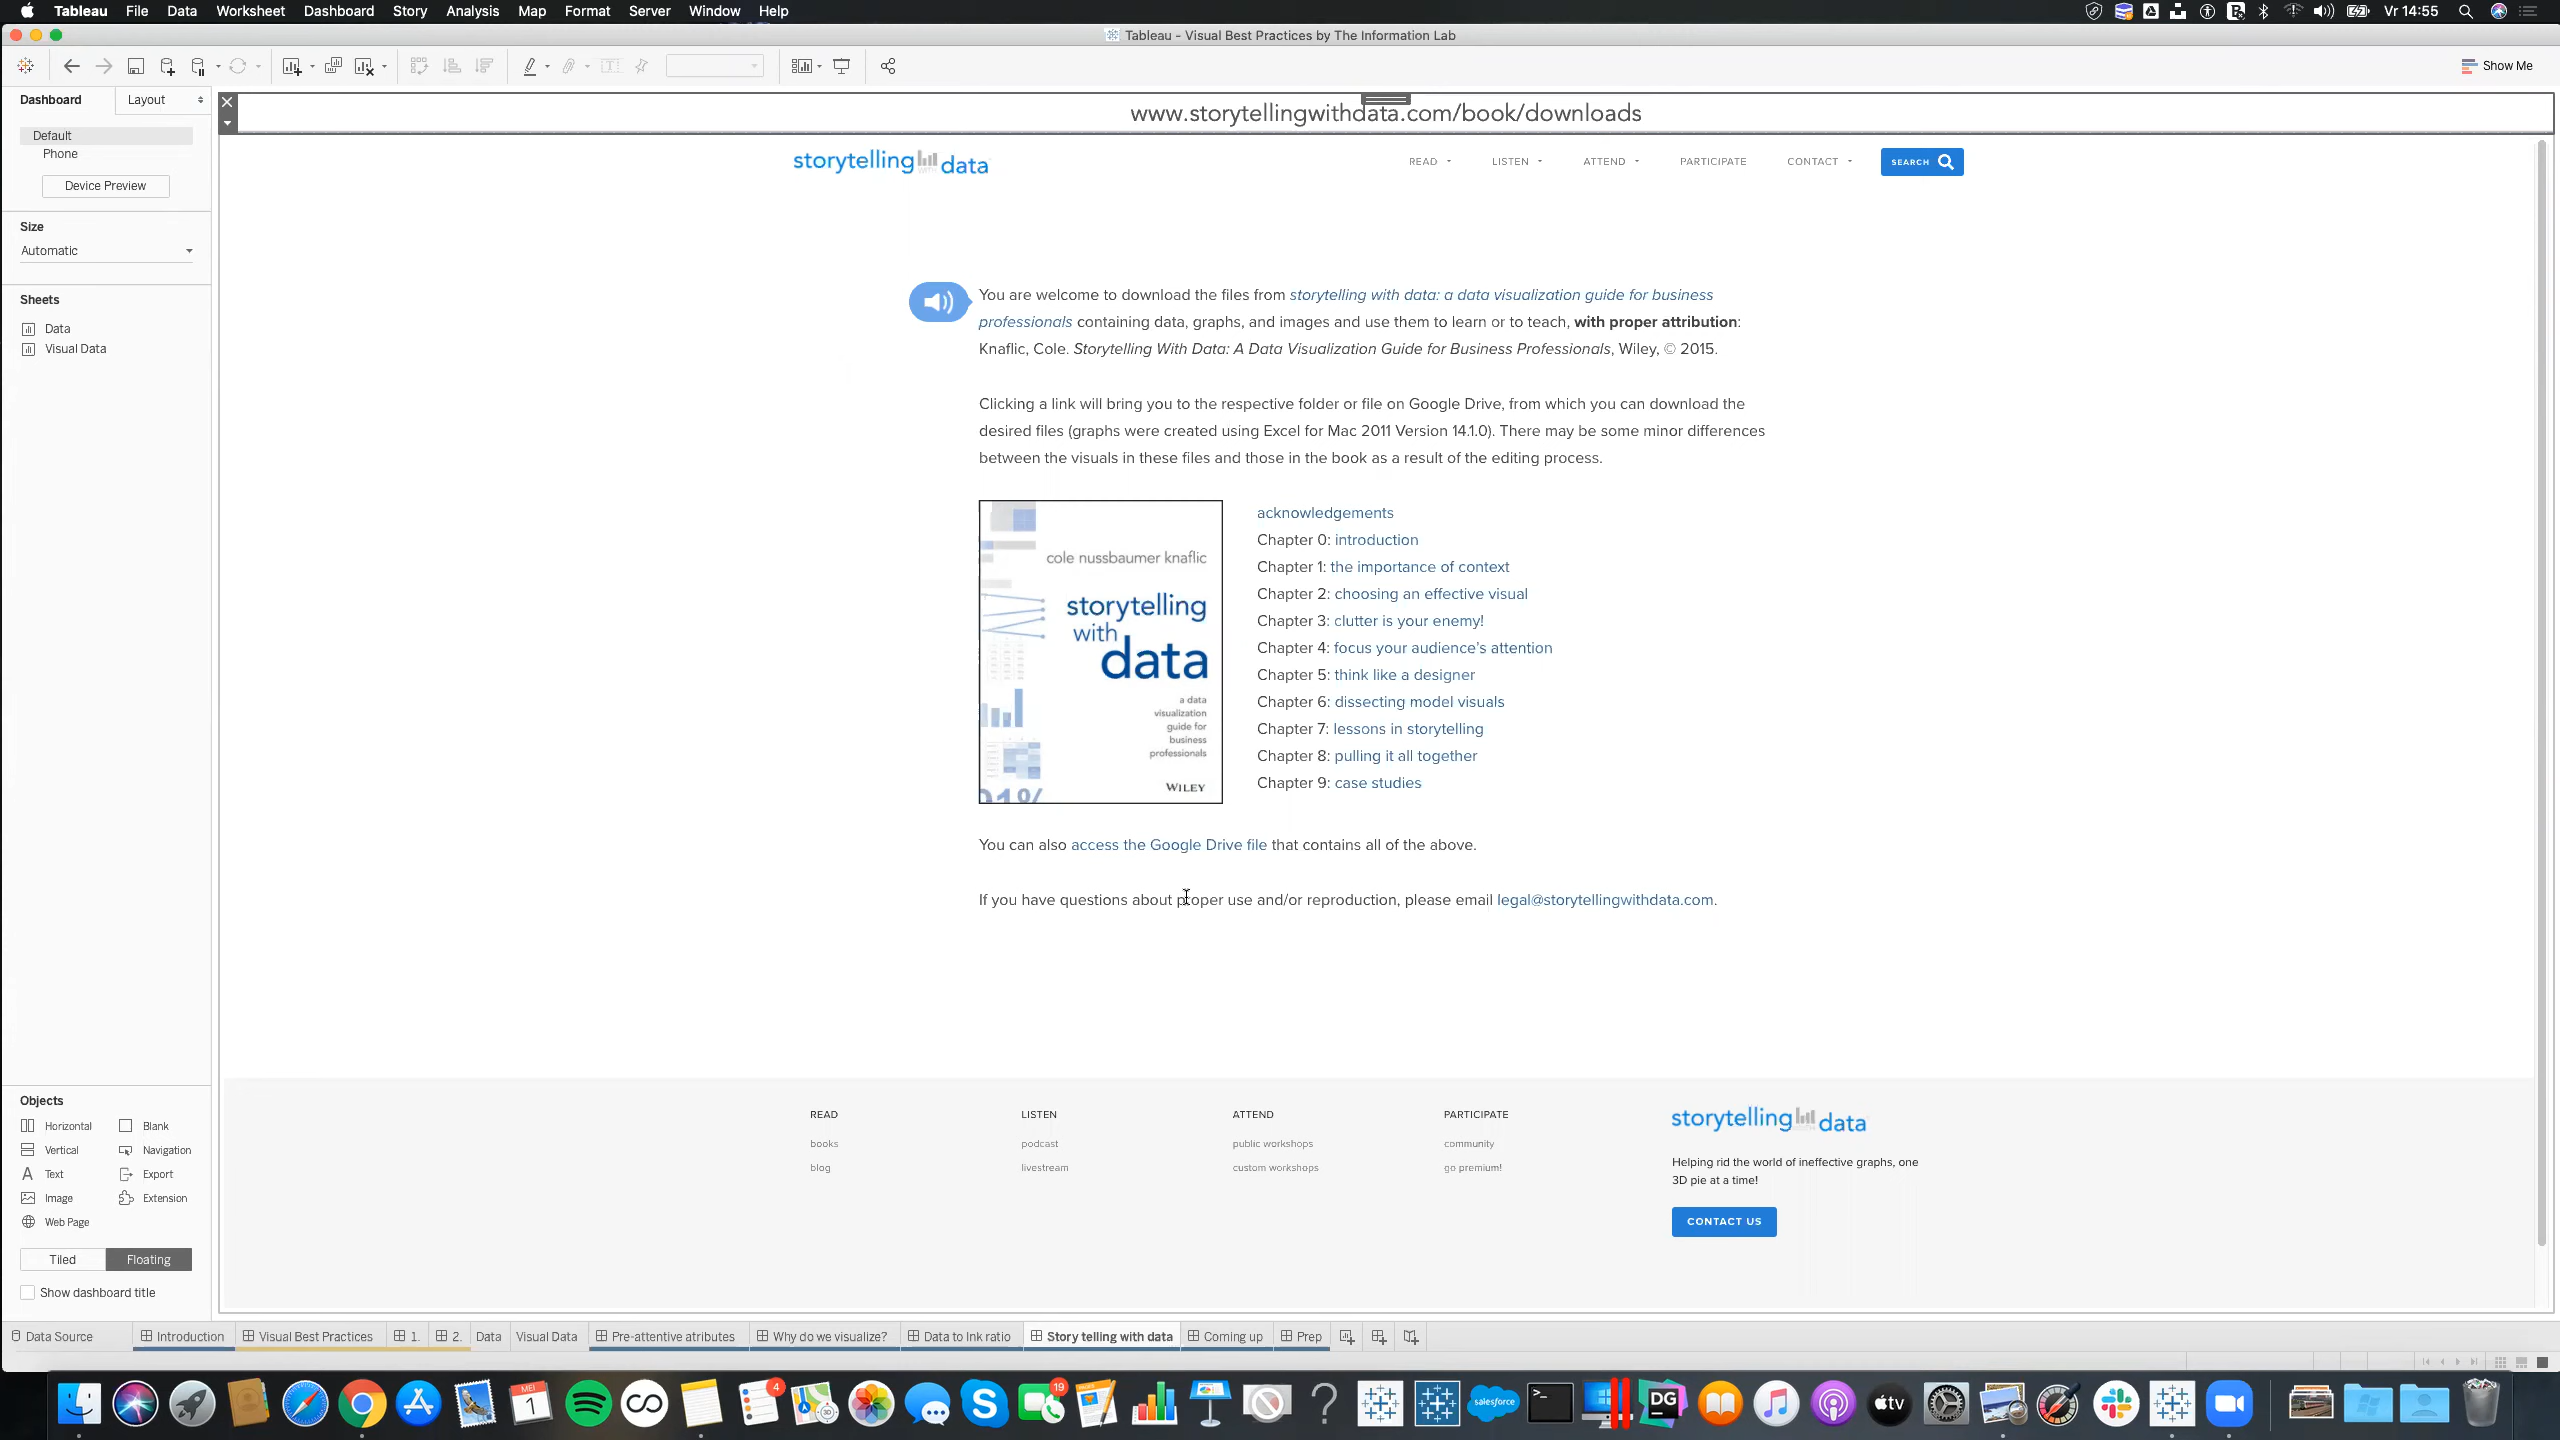 Tableau File Data Worksheet Dashboard Story Analysis Map Format Server Window Help
Vr 14:55
Tableau - Visual Best Practices by The Information Lab
Show Me
Dashboard Layout
Default
Phone
Device Preview
Size
Automatic
Sheets
Data
Visual Data
Objects
Horizontal Blank
Vertical Navigation
Text Export
Image Extension
Web Page
Tiled Floating
Show dashboard title
www.storytellingwithdata.com/book/downloads
storytelling with data
READ LISTEN ATTEND PARTICIPATE CONTACT SEARCH
You are welcome to download the files from storytelling with data: a data visualization guide for business
professionals containing data, graphs, and images and use them to learn or to teach, with proper attribution:
Knaflic, Cole. Storytelling With Data: A Data Visualization Guide for Business Professionals, Wiley, © 2015.
Clicking a link will bring you to the respective folder or file on Google Drive, from which you can download the
desired files (graphs were created using Excel for Mac 2011 Version 14.1.0). There may be some minor differences
between the visuals in these files and those in the book as a result of the editing process.
cole nussbaumer knaflic
storytelling
with
data
a data
visualization
guide for
business
professionals
WILEY
91%
acknowledgements
Chapter 0: introduction
Chapter 1: the importance of context
Chapter 2: choosing an effective visual
Chapter 3: clutter is your enemy!
Chapter 4: focus your audience's attention
Chapter 5: think like a designer
Chapter 6: dissecting model visuals
Chapter 7: lessons in storytelling
Chapter 8: pulling it all together
Chapter 9: case studies
You can also access the Google Drive file that contains all of the above.
If you have questions about proper use and/or reproduction, please email legal@storytellingwithdata.com.
READ LISTEN ATTEND PARTICIPATE
books podcast public workshops community
blog livestream custom workshops go premium!
storytelling with data
Helping rid the world of ineffective graphs, one
3D pie at a time!
CONTACT US
Data Source Introduction Visual Best Practices 1. 2. Data Visual Data Pre-attentive atributes Why do we visualize? Data to Ink ratio Story telling with data Coming up Prep
MEI
1
4
19
salesforce
DG
tv